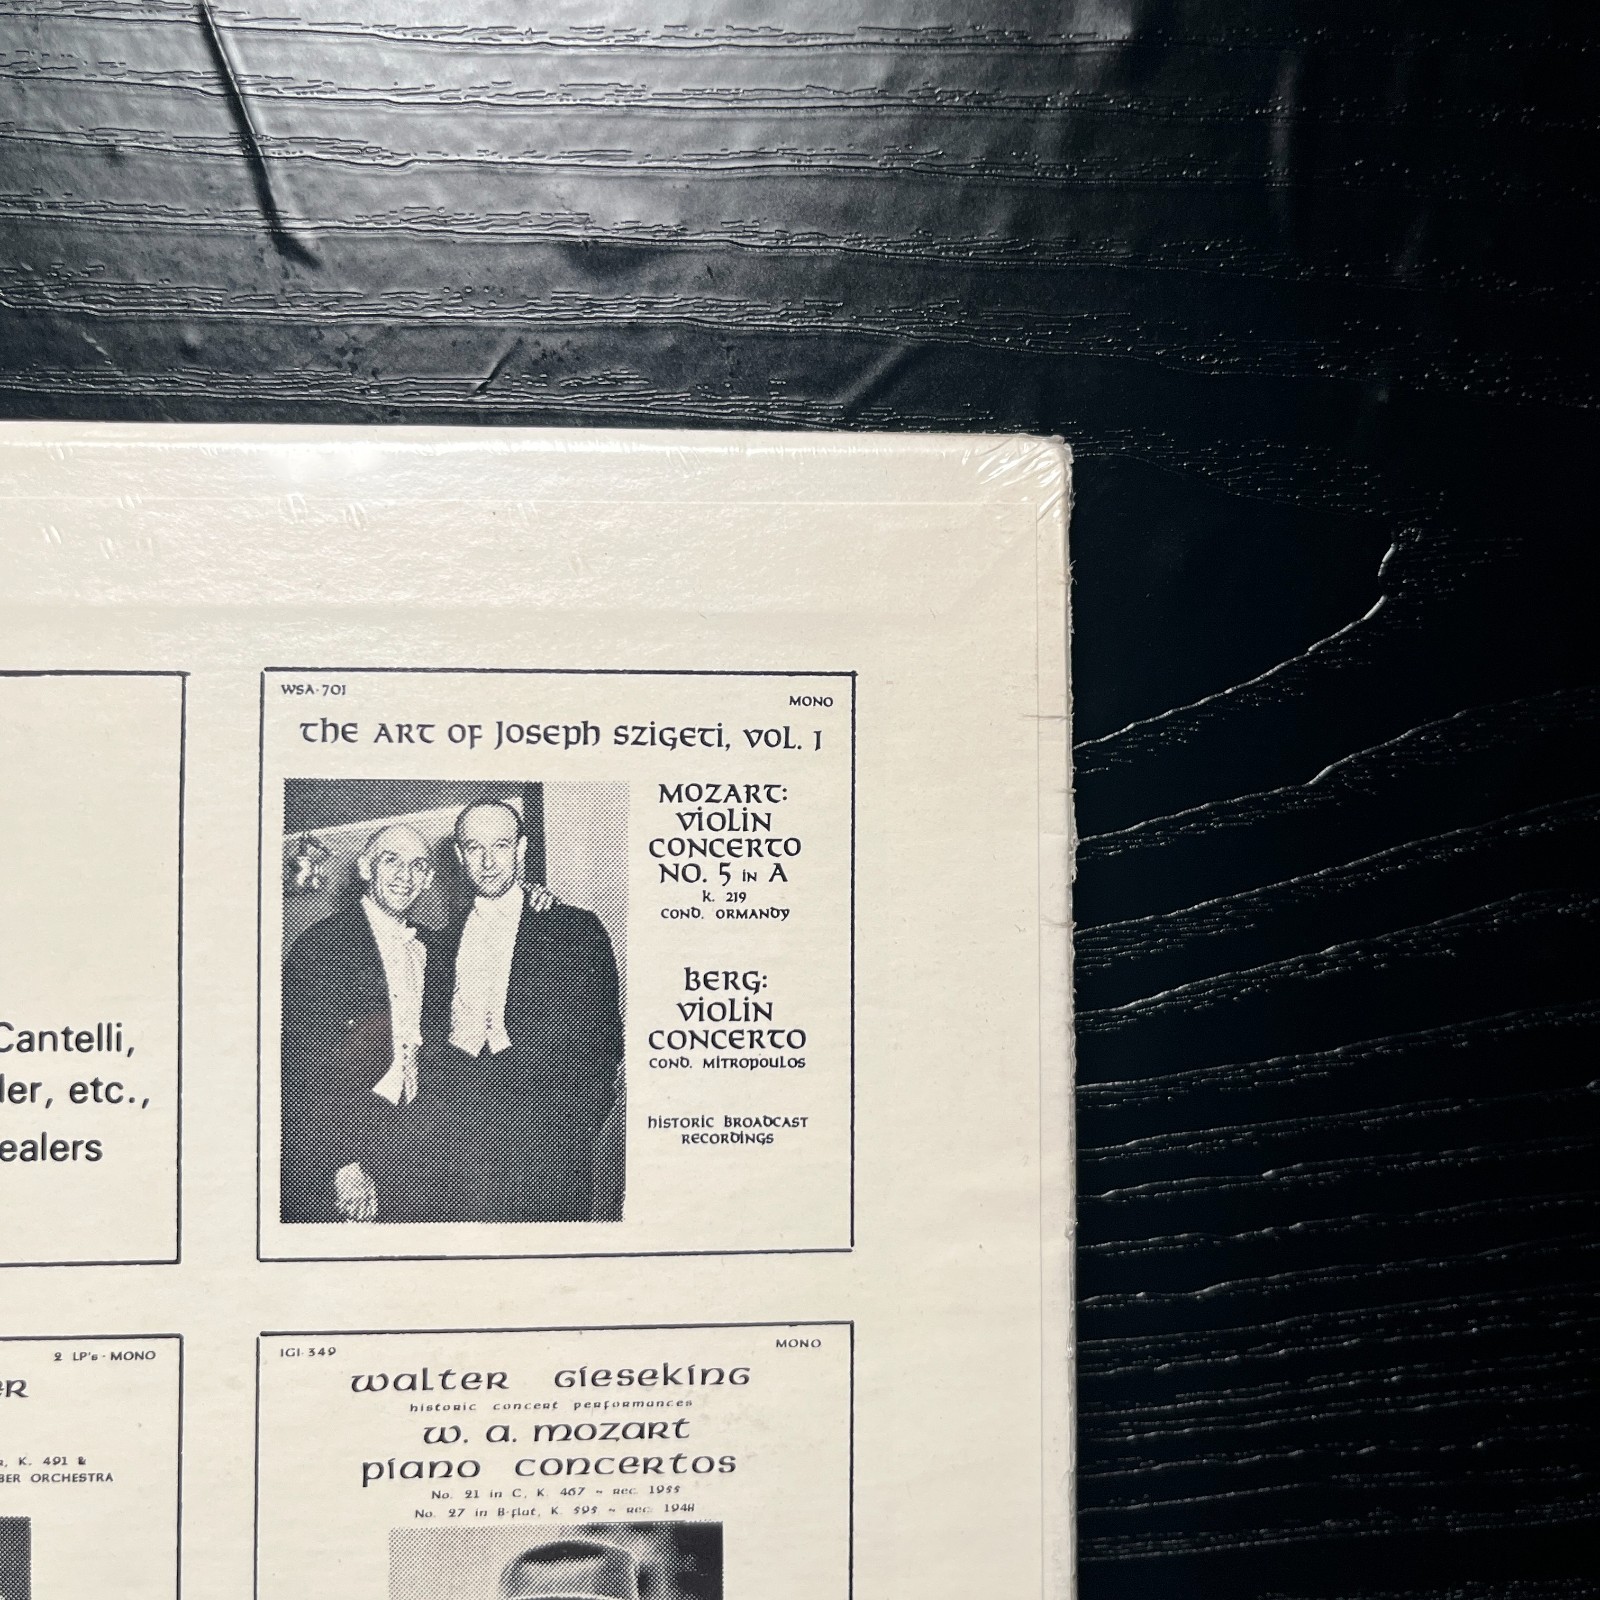 Cantelli,
ler, etc.,
ealers
WSA-701
MONO
The Art of Joseph Szigeti, Vol. 1
MOZART:
VIOLIN
CONCERTO
NO. 5 IN A
K. 219
COND. ORMANDY
BERG:
VIOLIN
CONCERTO
COND. MITROPOULOS
HISTORIC BROADCAST
RECORDINGS
2 LP's - MONO
ER
, K. 491 &
BER ORCHESTRA
IGI-349
MONO
Walter Gieseking
historic concert performances
W. A. Mozart
Piano Concertos
No. 21 in C, K. 467 ~ rec. 1955
No. 27 in B-flat, K. 595 ~ rec. 1948